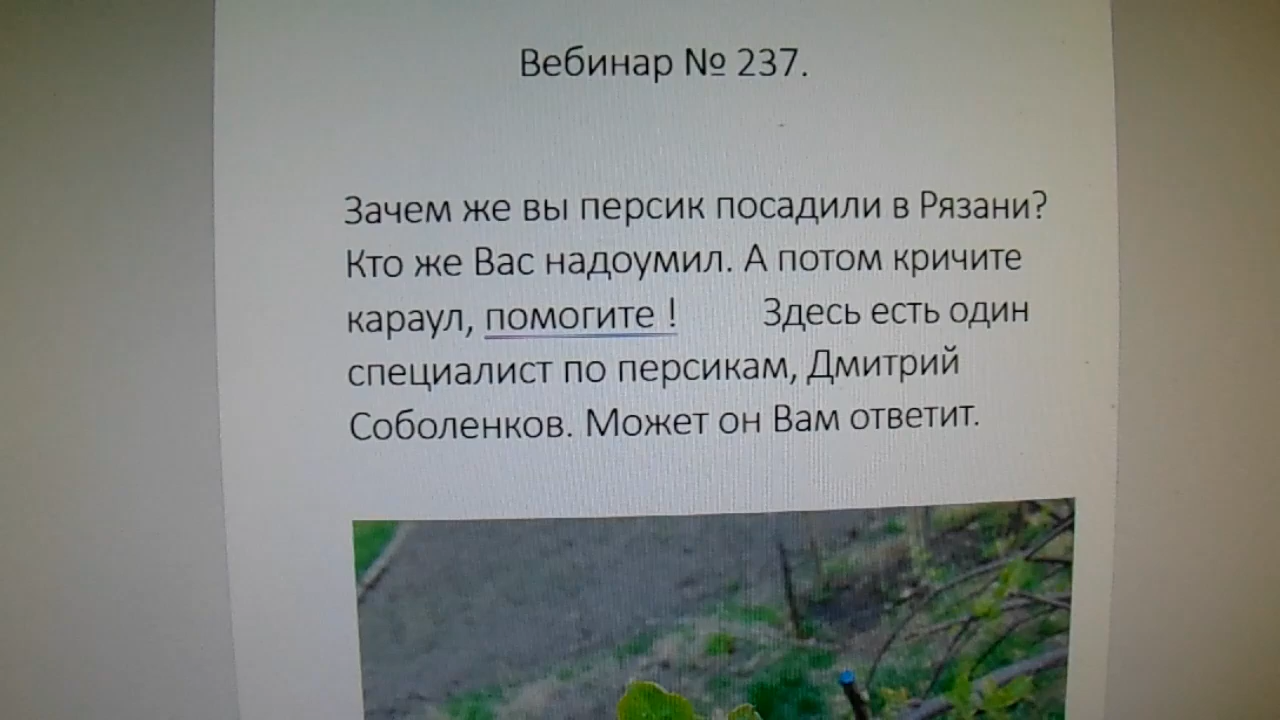 Вебинар № 237.
Зачем же вы персик посадили в Рязани?
Кто же Вас надоумил. А потом кричите
караул, помогите ! Здесь есть один
специалист по персикам, Дмитрий
Соболенков. Может он Вам ответит.